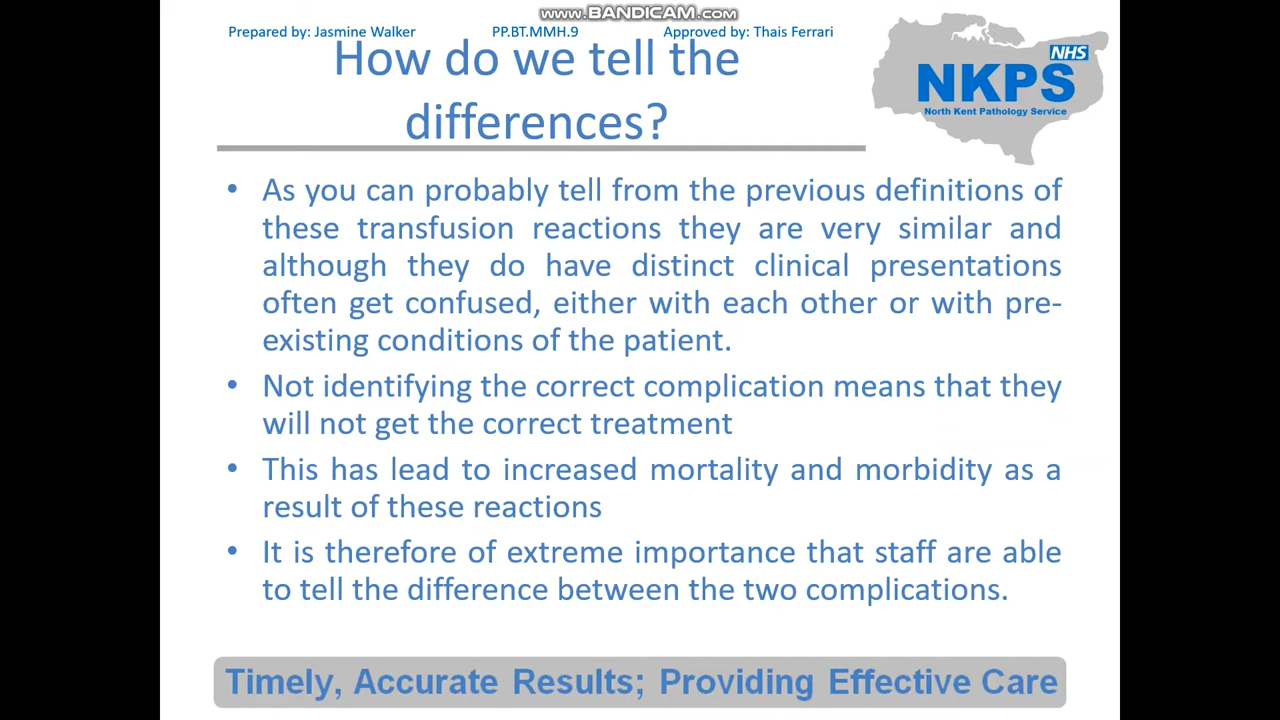 www.BANDICAM.com
Prepared by: Jasmine Walker PP.BT.MMH.9 Approved by: Thais Ferrari
How do we tell the
differences?
NHS
NKPS
North Kent Pathology Service
• As you can probably tell from the previous definitions of
these transfusion reactions they are very similar and
although they do have distinct clinical presentations
often get confused, either with each other or with pre-
existing conditions of the patient.
• Not identifying the correct complication means that they
will not get the correct treatment
• This has lead to increased mortality and morbidity as a
result of these reactions
• It is therefore of extreme importance that staff are able
to tell the difference between the two complications.
Timely, Accurate Results; Providing Effective Care